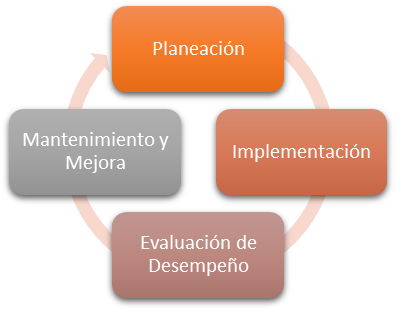 Planeación
Implementación
Evaluación de
Desempeño
Mantenimiento y
Mejora